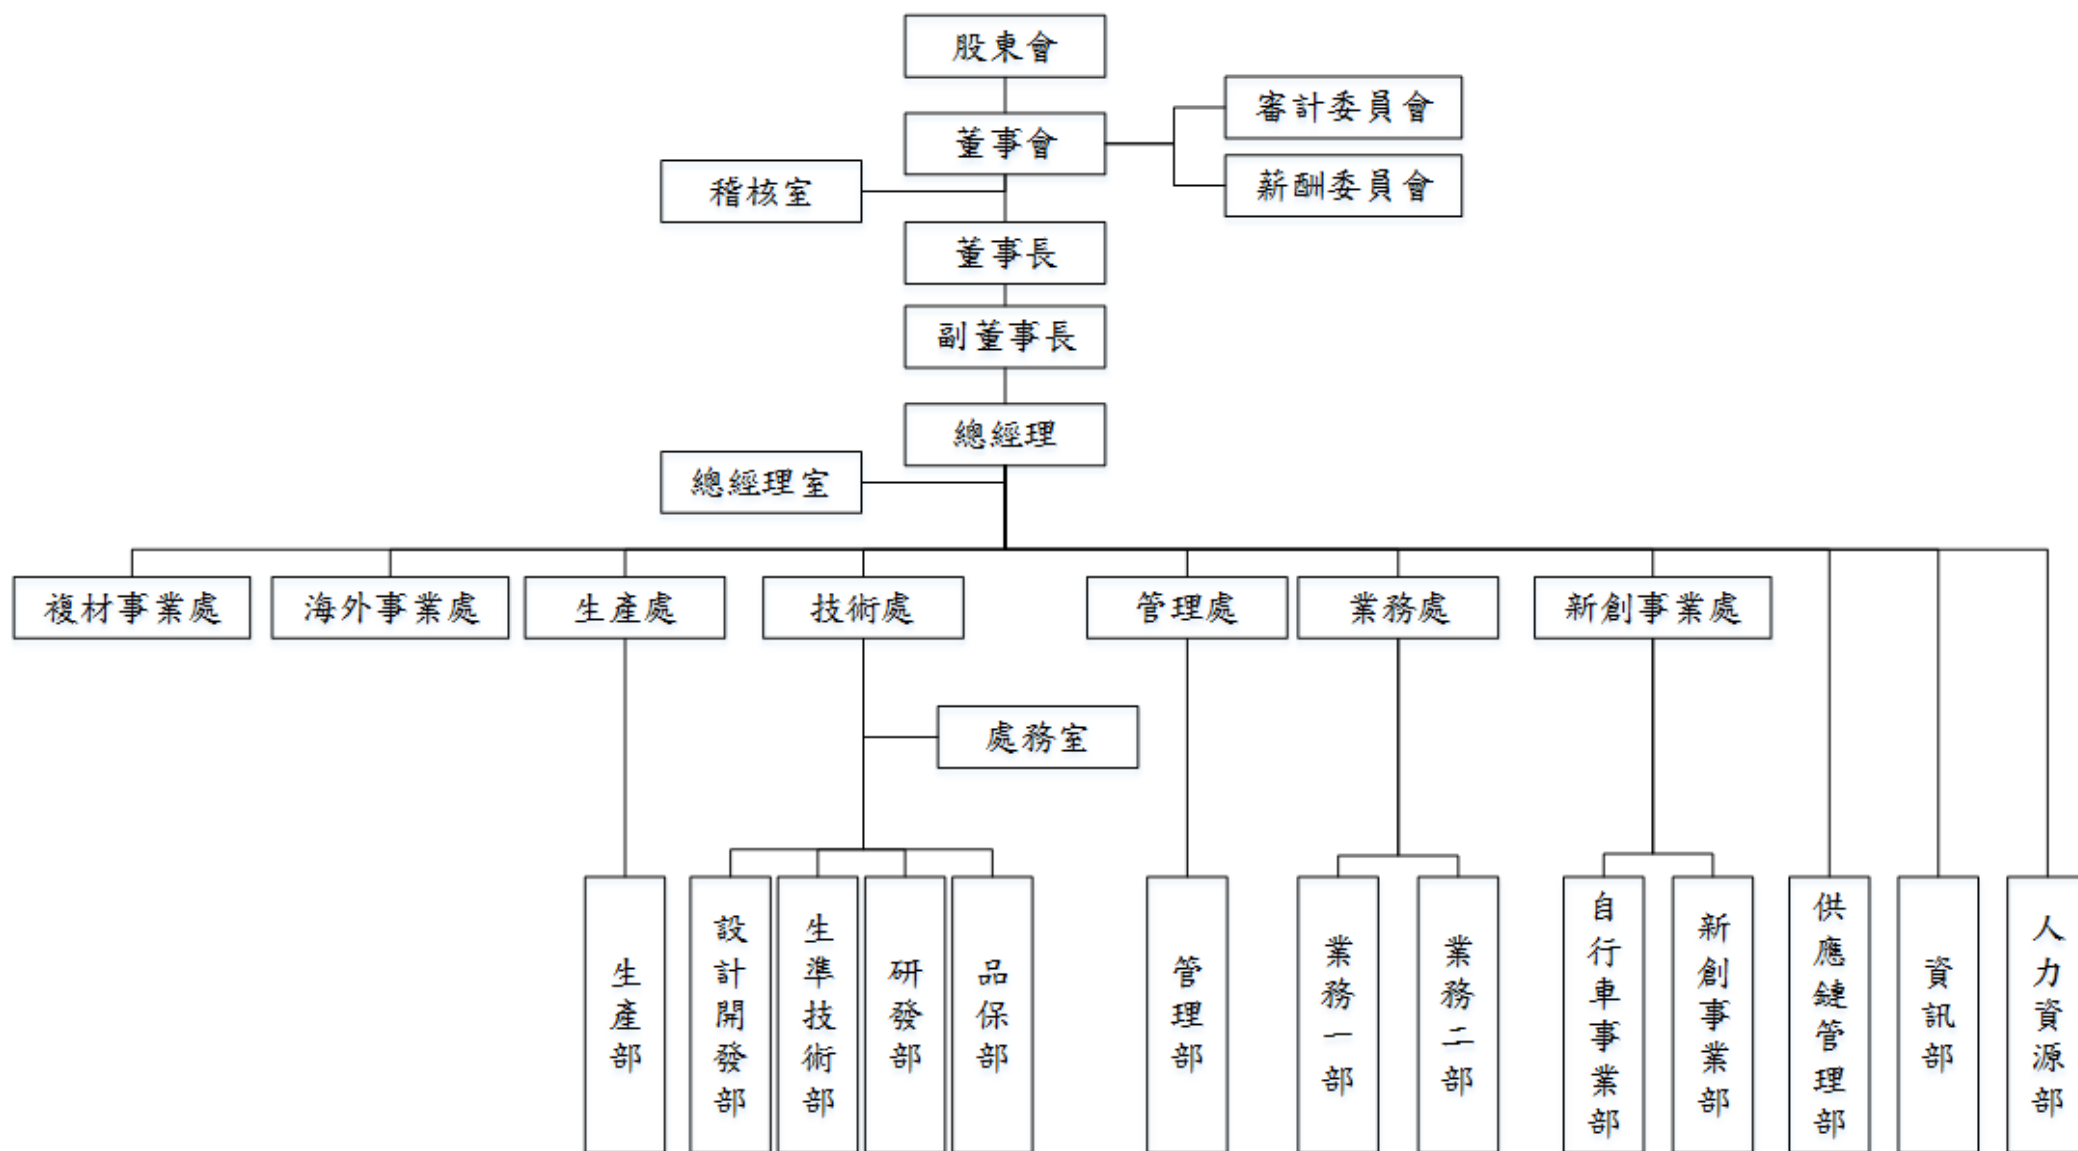 股東會
審計委員會
董事會
薪酬委員會
稽核室
董事長
副董事長
總經理
總經理室
複材事業處
海外事業處
生產處
技術處
管理處
業務處
新創事業處
處務室
生產部
設計開發部
生準技術部
研發部
品保部
管理部
業務一部
業務二部
自行車事業部
新創事業部
供應鏈管理部
資訊部
人力資源部